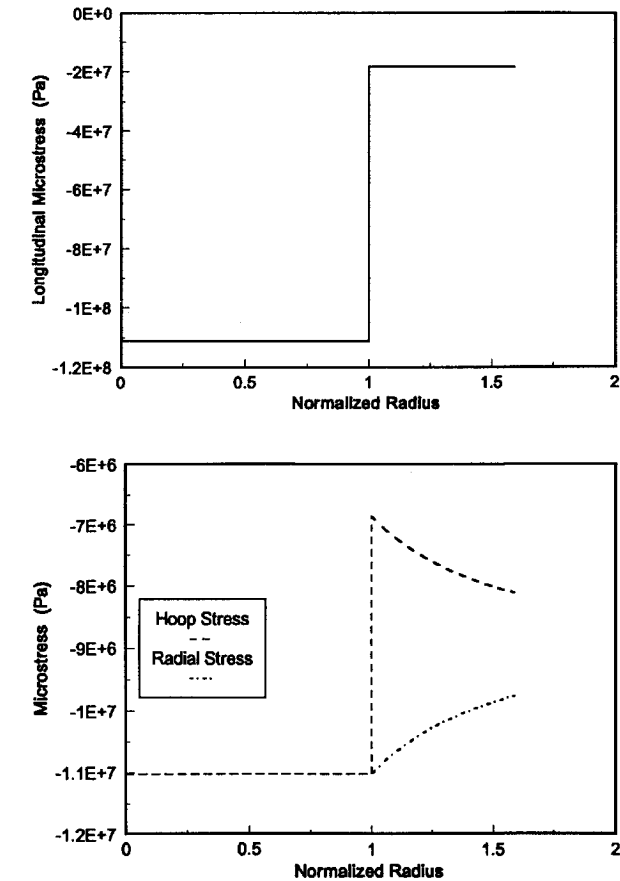 0E+0
-2E+7
-4E+7
-6E+7
-8E+7
-1E+8
-1.2E+8
Longitudinal Microstress (Pa)
0 0.5 1 1.5 2
Normalized Radius
-6E+6
-7E+6
-8E+6
-9E+6
-1E+7
-1.1E+7
-1.2E+7
Microstress (Pa)
Hoop Stress
Radial Stress
0 0.5 1 1.5 2
Normalized Radius